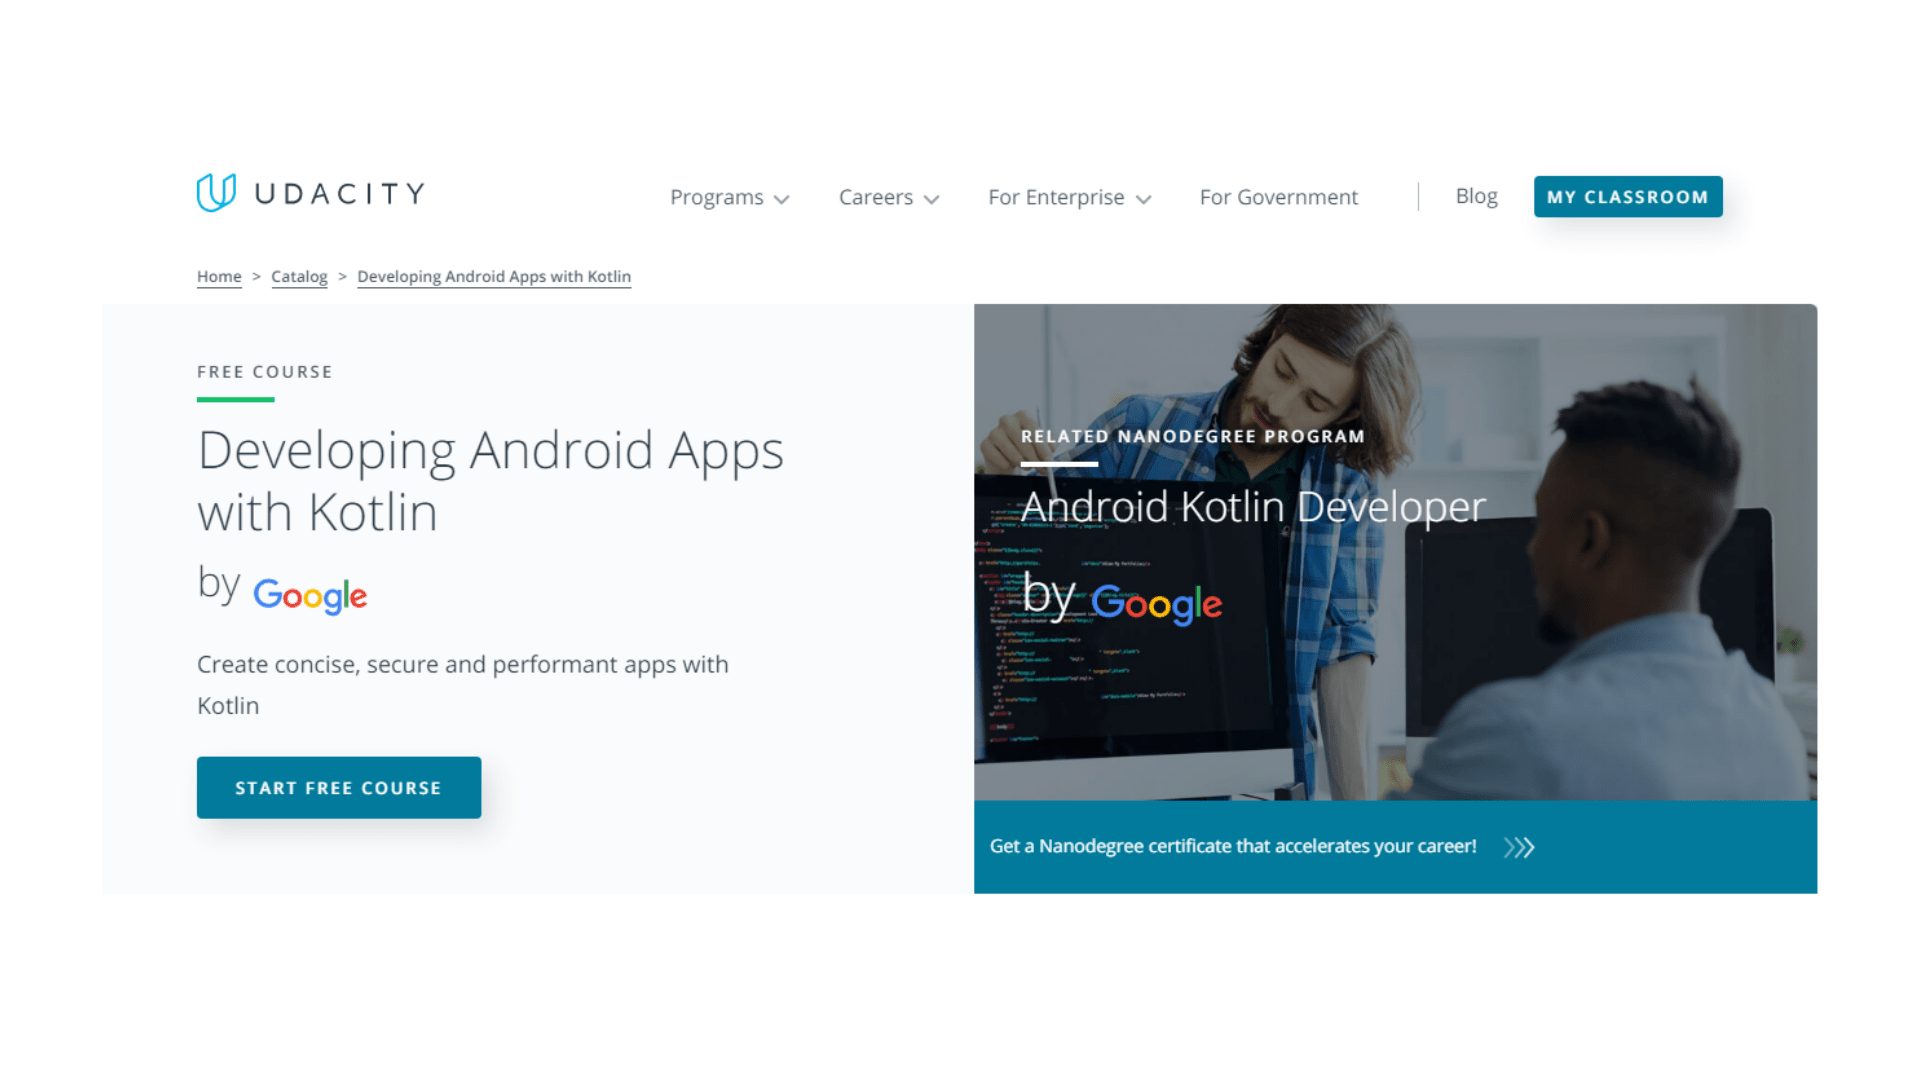 UDACITY
Programs
Careers
For Enterprise
For Government
Blog
MY CLASSROOM
Home > Catalog > Developing Android Apps with Kotlin
FREE COURSE
Developing Android Apps
with Kotlin
by Google
Create concise, secure and performant apps with
Kotlin
START FREE COURSE
RELATED NANODEGREE PROGRAM
Android Kotlin Developer
by Google
Get a Nanodegree certificate that accelerates your career!